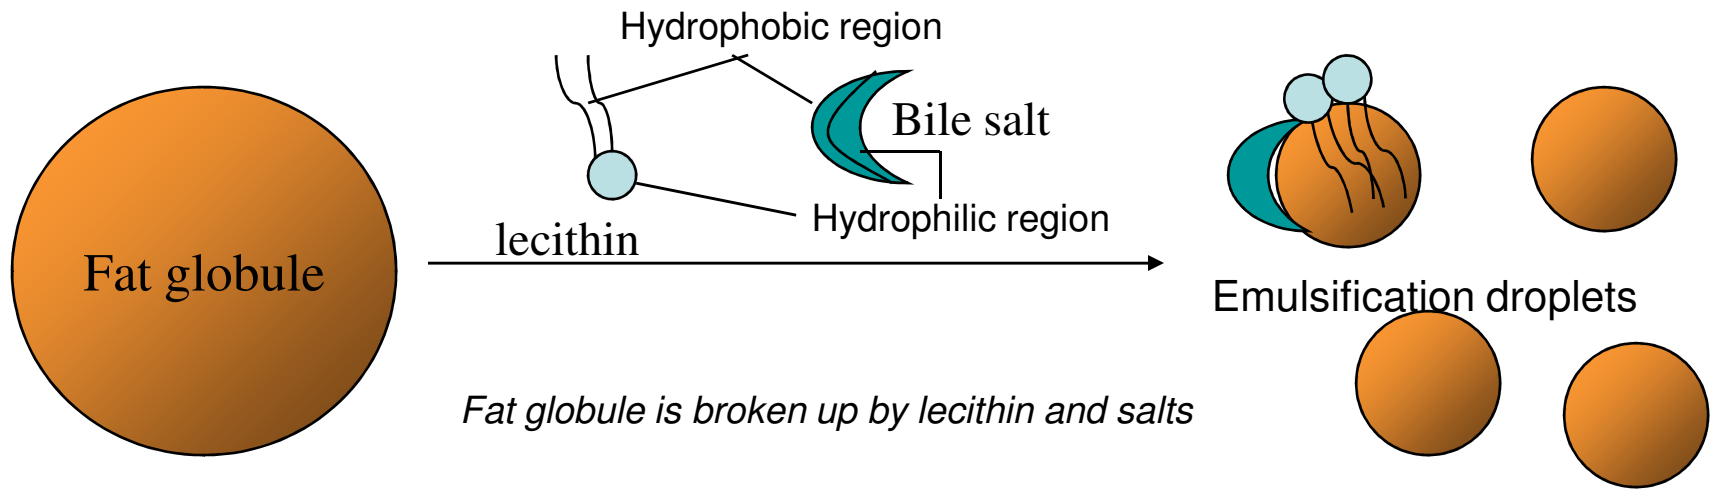 Hydrophobic region
Bile salt
Hydrophilic region
lecithin
Fat globule
Emulsification droplets
Fat globule is broken up by lecithin and salts